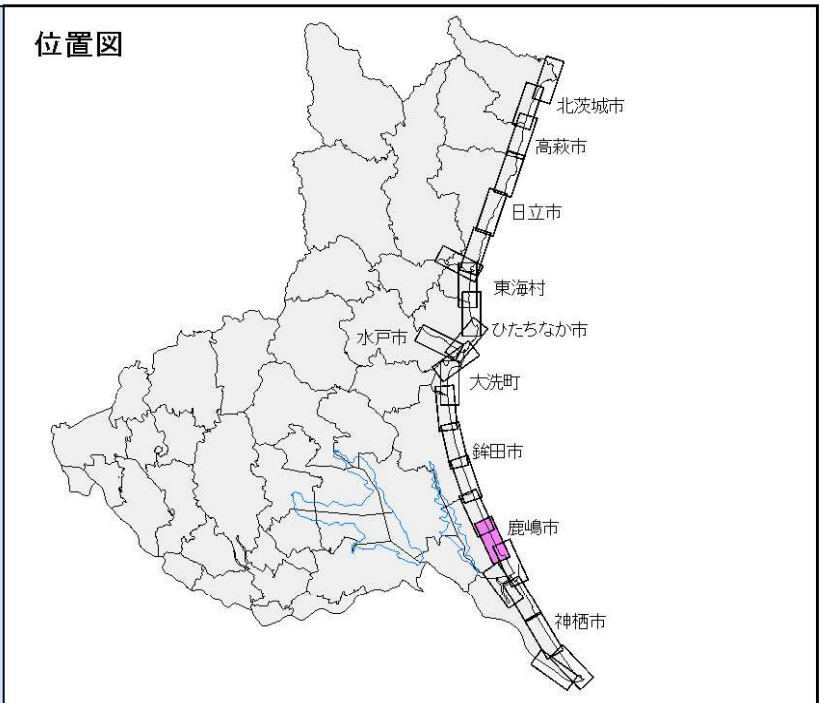 位置図
北茨城市
高萩市
日立市
東海村
ひたちなか市
水戸市
大洗町
鉾田市
鹿嶋市
神栖市